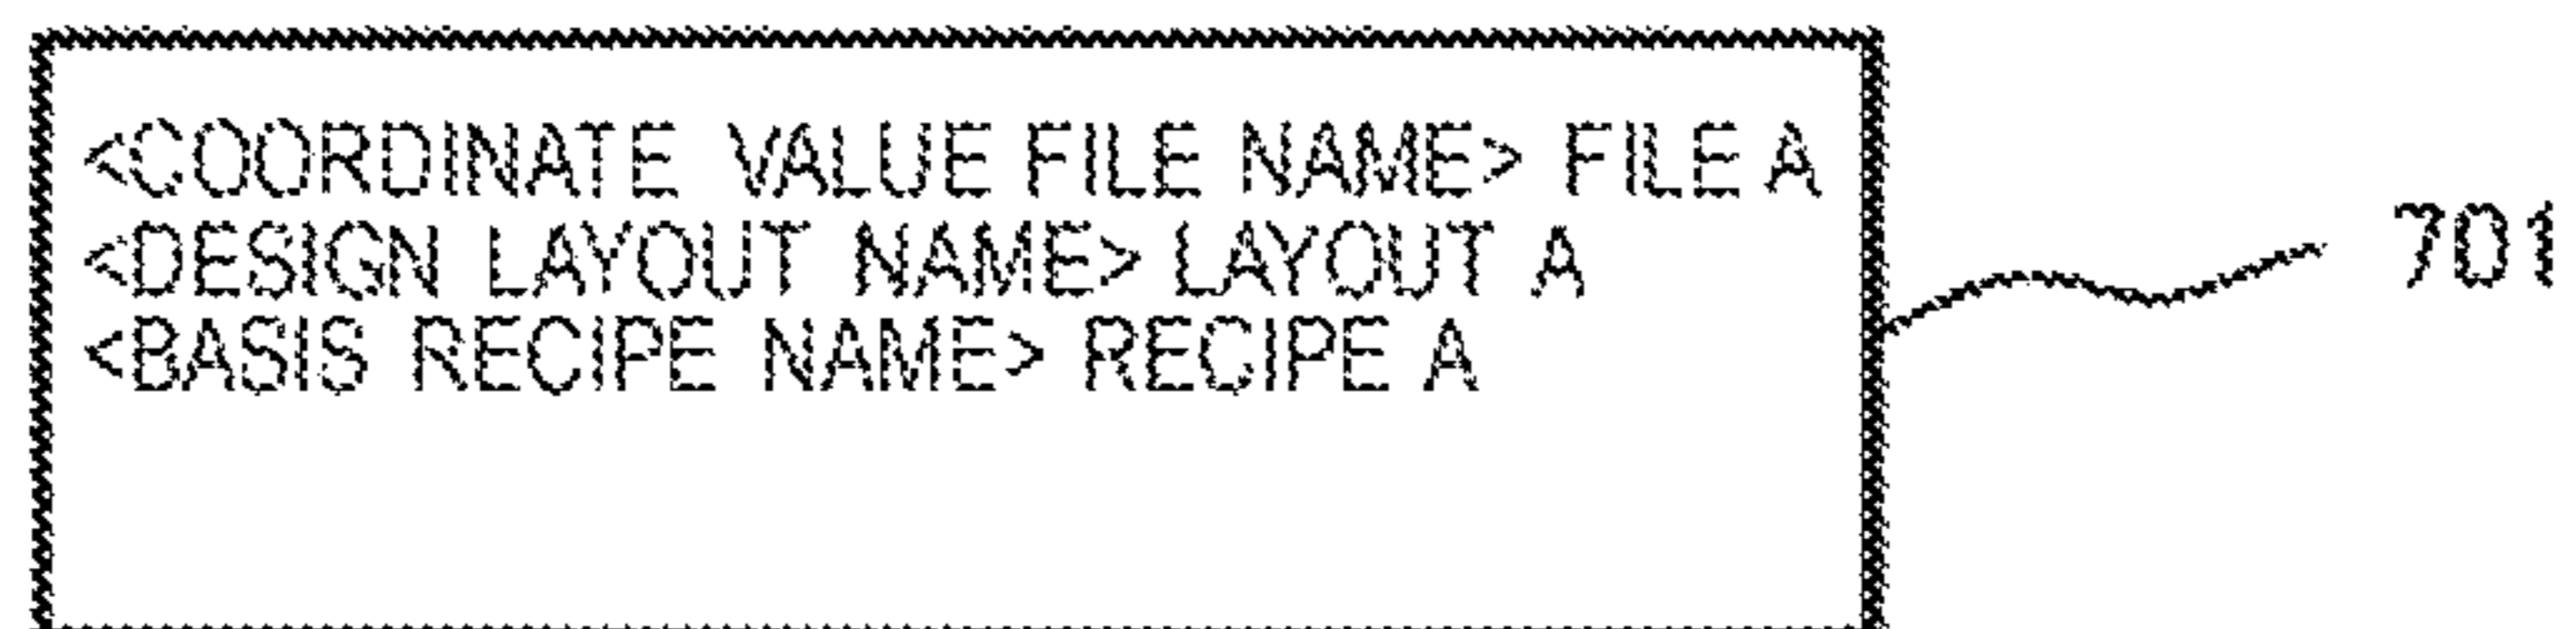 <COORDINATE VALUE FILE NAME> FILE A
<DESIGN LAYOUT NAME> LAYOUT A
<BASIS RECIPE NAME> RECIPE A
701